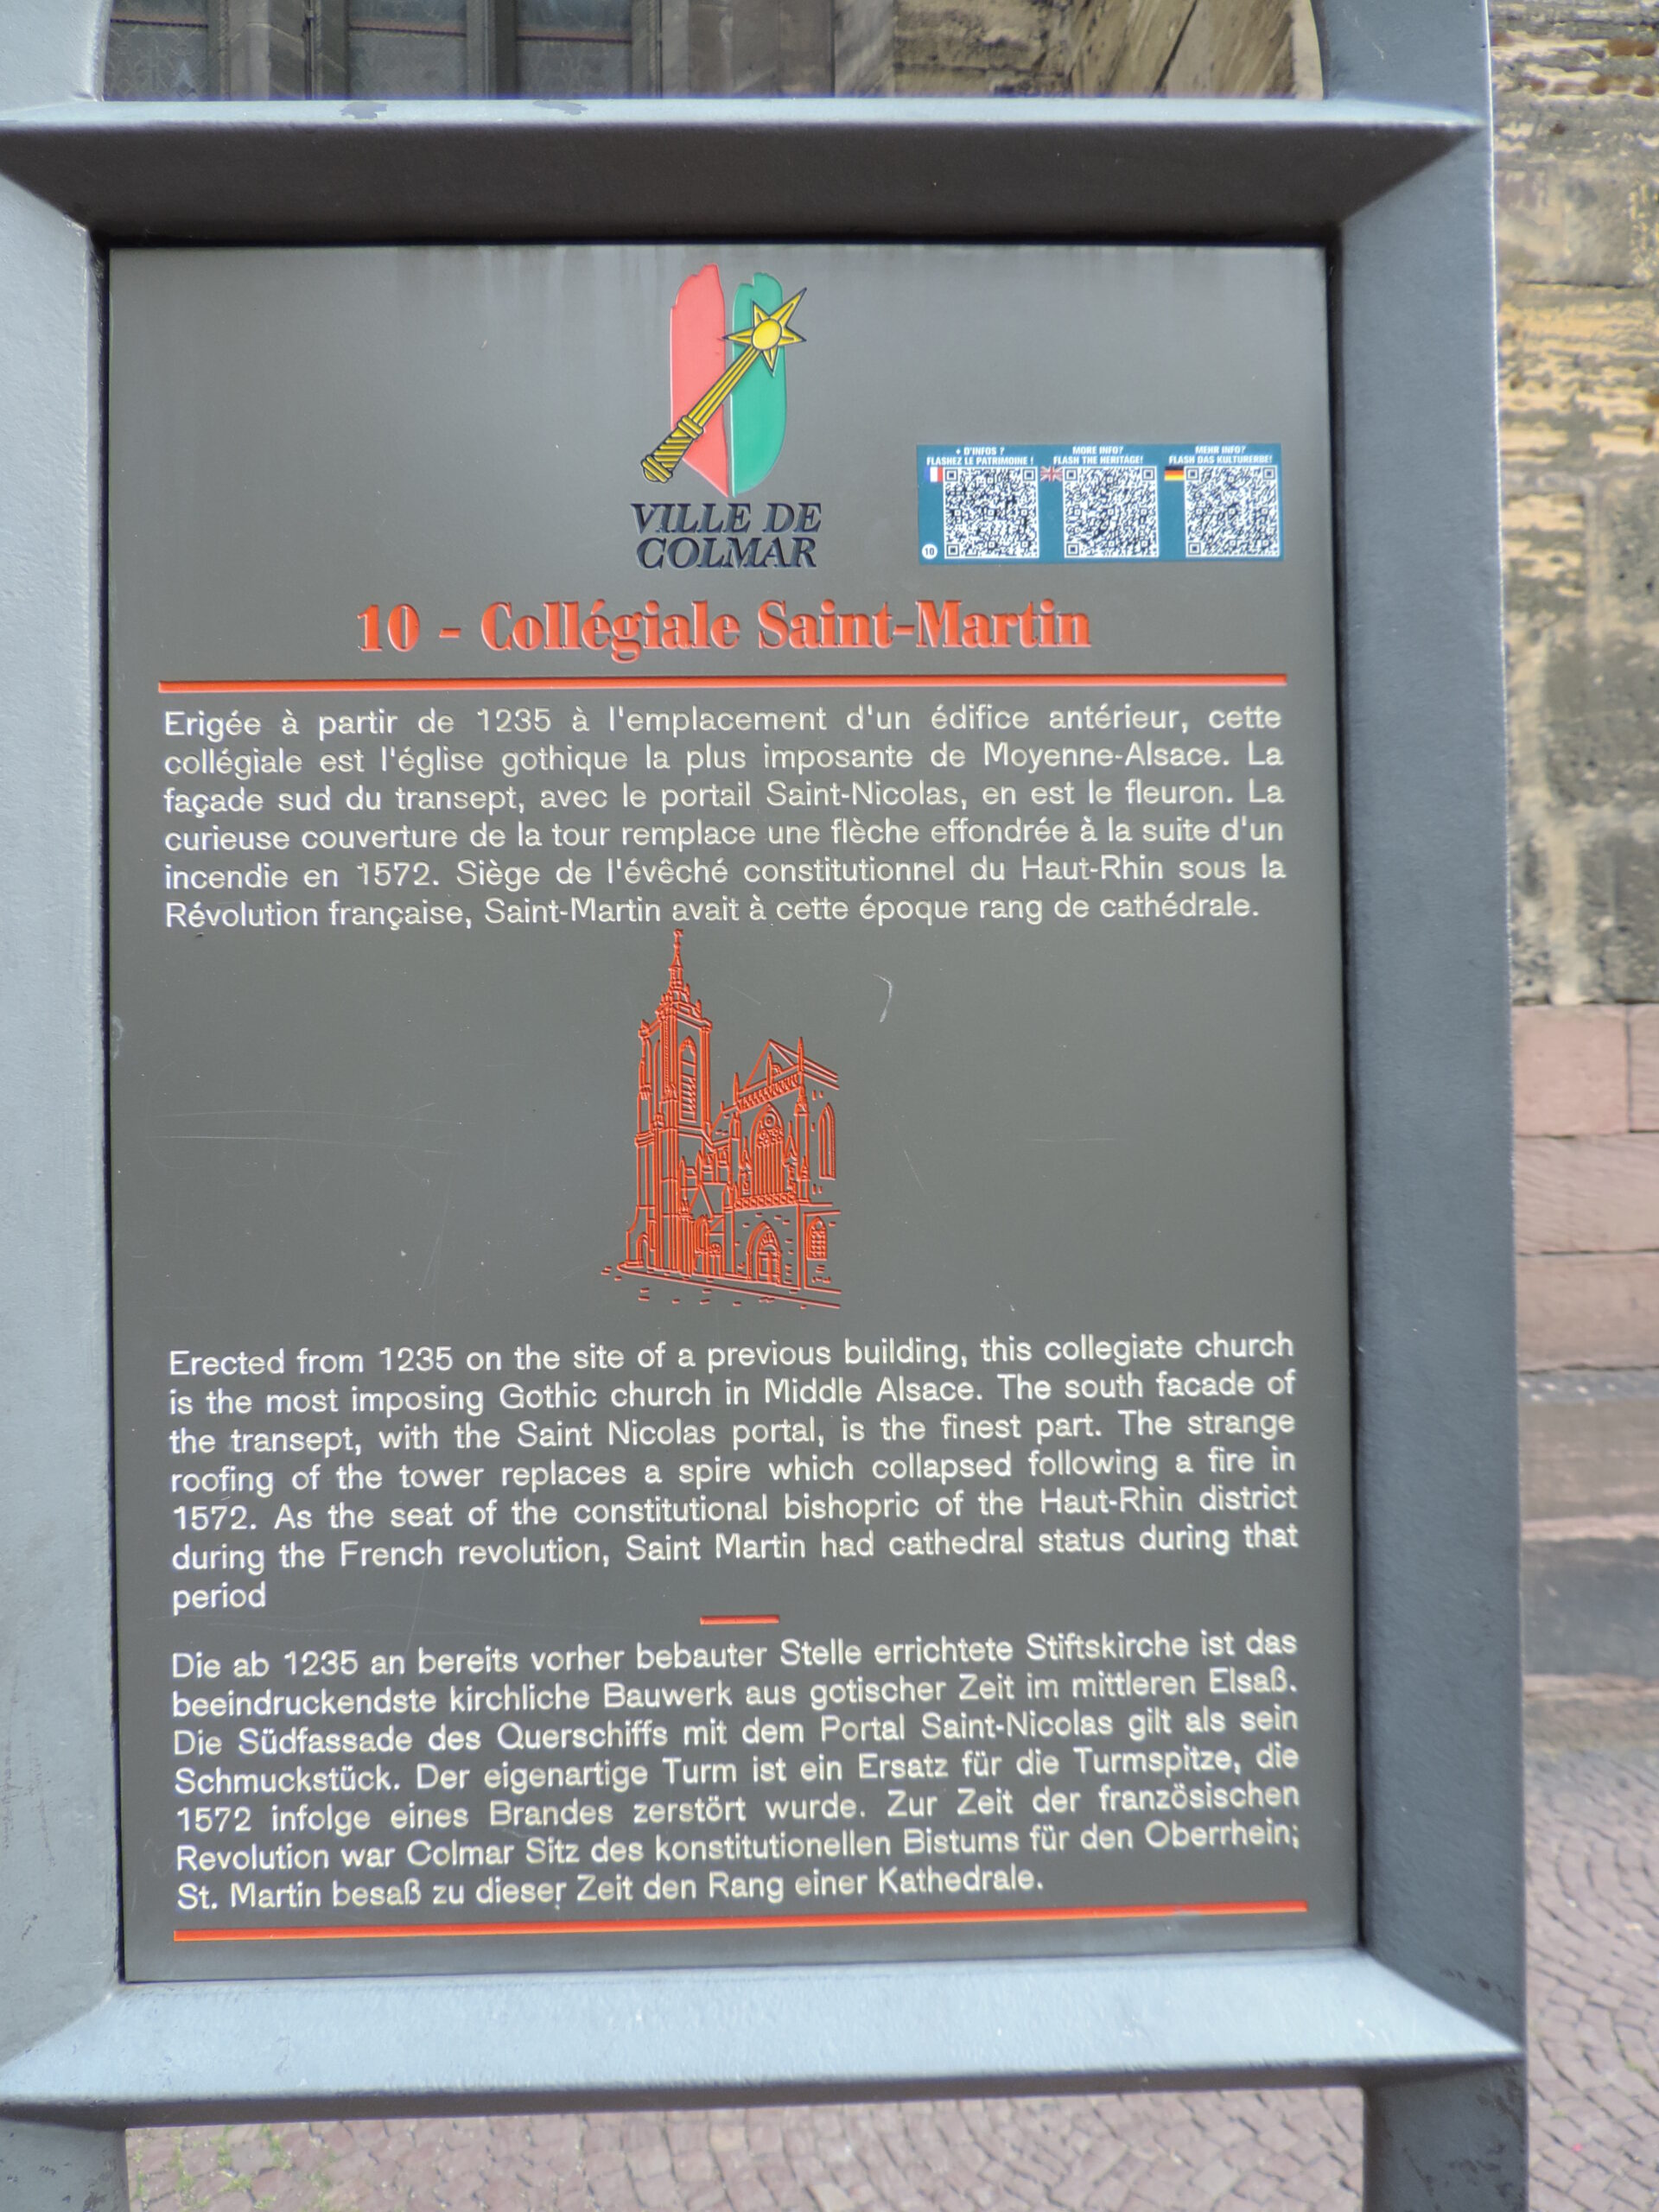 VILLE DE
COLMAR
+ D'INFOS ?
FLASHEZ LE PATRIMOINE !
MORE INFO?
FLASH THE HERITAGE!
MEHR INFO?
FLASH DAS KULTURERBE!
10
10 - Collégiale Saint-Martin
Erigée à partir de 1235 à l'emplacement d'un édifice antérieur, cette
collégiale est l'église gothique la plus imposante de Moyenne-Alsace. La
façade sud du transept, avec le portail Saint-Nicolas, en est le fleuron. La
curieuse couverture de la tour remplace une flèche effondrée à la suite d'un
incendie en 1572. Siège de l'évêché constitutionnel du Haut-Rhin sous la
Révolution française, Saint-Martin avait à cette époque rang de cathédrale.
Erected from 1235 on the site of a previous building, this collegiate church
is the most imposing Gothic church in Middle Alsace. The south facade of
the transept, with the Saint Nicolas portal, is the finest part. The strange
roofing of the tower replaces a spire which collapsed following a fire in
1572. As the seat of the constitutional bishopric of the Haut-Rhin district
during the French revolution, Saint Martin had cathedral status during that
period
Die ab 1235 an bereits vorher bebauter Stelle errichtete Stiftskirche ist das
beeindruckendste kirchliche Bauwerk aus gotischer Zeit im mittleren Elsaß.
Die Südfassade des Querschiffs mit dem Portal Saint-Nicolas gilt als sein
Schmuckstück. Der eigenartige Turm ist ein Ersatz für die Turmspitze, die
1572 infolge eines Brandes zerstört wurde. Zur Zeit der französischen
Revolution war Colmar Sitz des konstitutionellen Bistums für den Oberrhein;
St. Martin besaß zu dieser Zeit den Rang einer Kathedrale.